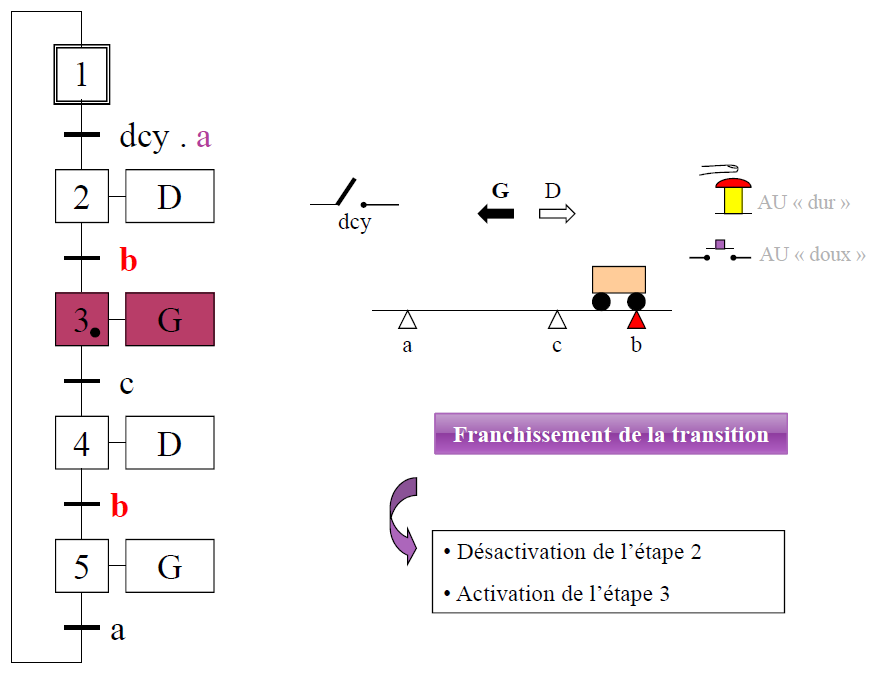 1
dcy . a
2 D
b
3 G
c
4 D
b
5 G
a
dcy
G D
AU « dur »
AU « doux »
a c b
Franchissement de la transition
• Désactivation de l'étape 2
• Activation de l'étape 3